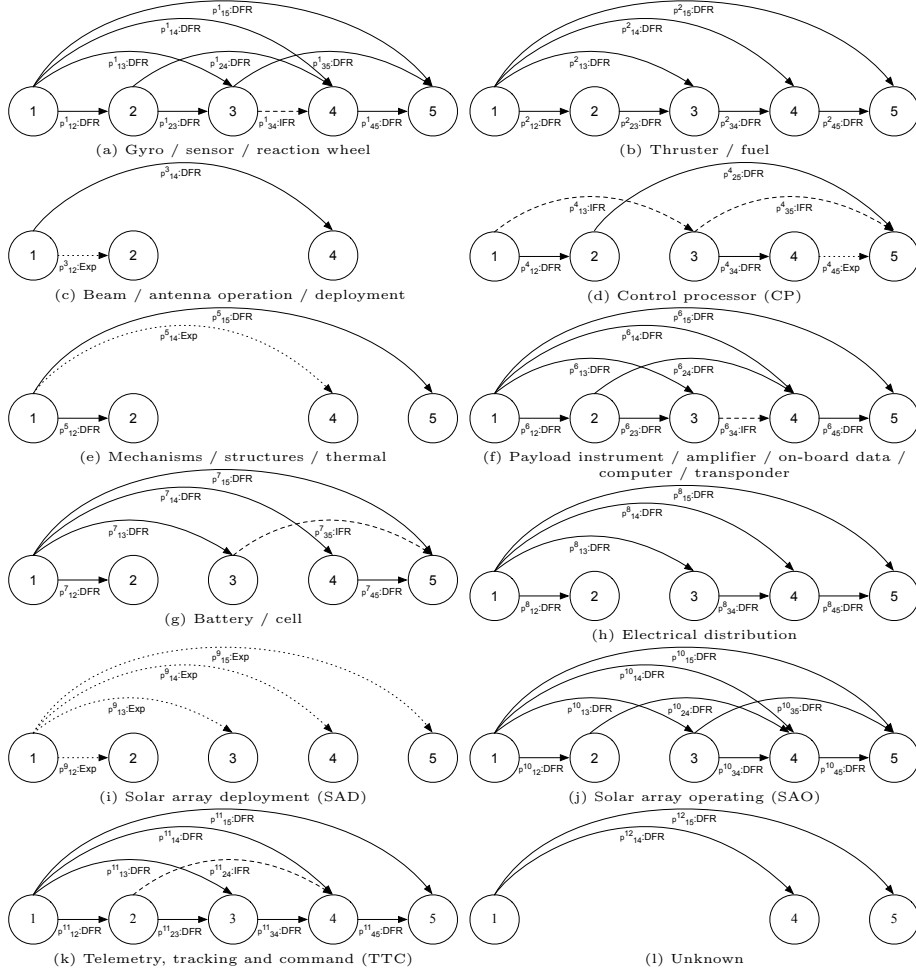 p¹₁₅:DFR
p¹₁₄:DFR
p¹₁₃:DFR p¹₂₄:DFR p¹₃₅:DFR
1 2 3 4 5
p¹₁₂:DFR p¹₂₃:DFR p¹₃₄:IFR p¹₄₅:DFR
(a) Gyro / sensor / reaction wheel
p²₁₅:DFR
p²₁₄:DFR
p²₁₃:DFR
1 2 3 4 5
p²₁₂:DFR p²₂₃:DFR p²₃₄:DFR p²₄₅:DFR
(b) Thruster / fuel
p³₁₄:DFR
1 2 4
p³₁₂:Exp
(c) Beam / antenna operation / deployment
p⁴₂₅:DFR
p⁴₁₃:IFR p⁴₃₅:IFR
1 2 3 4 5
p⁴₁₂:DFR p⁴₃₄:DFR p⁴₄₅:Exp
(d) Control processor (CP)
p⁵₁₅:DFR
p⁵₁₄:Exp
1 2 4 5
p⁵₁₂:DFR
(e) Mechanisms / structures / thermal
p⁶₁₅:DFR
p⁶₁₄:DFR
p⁶₁₃:DFR p⁶₂₄:DFR
1 2 3 4 5
p⁶₁₂:DFR p⁶₂₃:DFR p⁶₃₄:IFR p⁶₄₅:DFR
(f) Payload instrument / amplifier / on-board data /
computer / transponder
p⁷₁₅:DFR
p⁷₁₄:DFR
p⁷₁₃:DFR p⁷₃₅:IFR
1 2 3 4 5
p⁷₁₂:DFR p⁷₄₅:DFR
(g) Battery / cell
p⁸₁₅:DFR
p⁸₁₄:DFR
p⁸₁₃:DFR
1 2 3 4 5
p⁸₁₂:DFR p⁸₃₄:DFR p⁸₄₅:DFR
(h) Electrical distribution
p⁹₁₅:Exp
p⁹₁₄:Exp
p⁹₁₃:Exp
1 2 3 4 5
p⁹₁₂:Exp
(i) Solar array deployment (SAD)
p¹⁰₁₅:DFR
p¹⁰₁₄:DFR
p¹⁰₁₃:DFR p¹⁰₂₄:DFR p¹⁰₃₅:DFR
1 2 3 4 5
p¹⁰₁₂:DFR p¹⁰₃₄:DFR p¹⁰₄₅:DFR
(j) Solar array operating (SAO)
p¹¹₁₅:DFR
p¹¹₁₄:DFR
p¹¹₁₃:DFR p¹¹₂₄:IFR
1 2 3 4 5
p¹¹₁₂:DFR p¹¹₂₃:DFR p¹¹₃₄:DFR p¹¹₄₅:DFR
(k) Telemetry, tracking and command (TTC)
p¹²₁₅:DFR
p¹²₁₄:DFR
1 4 5
(l) Unknown